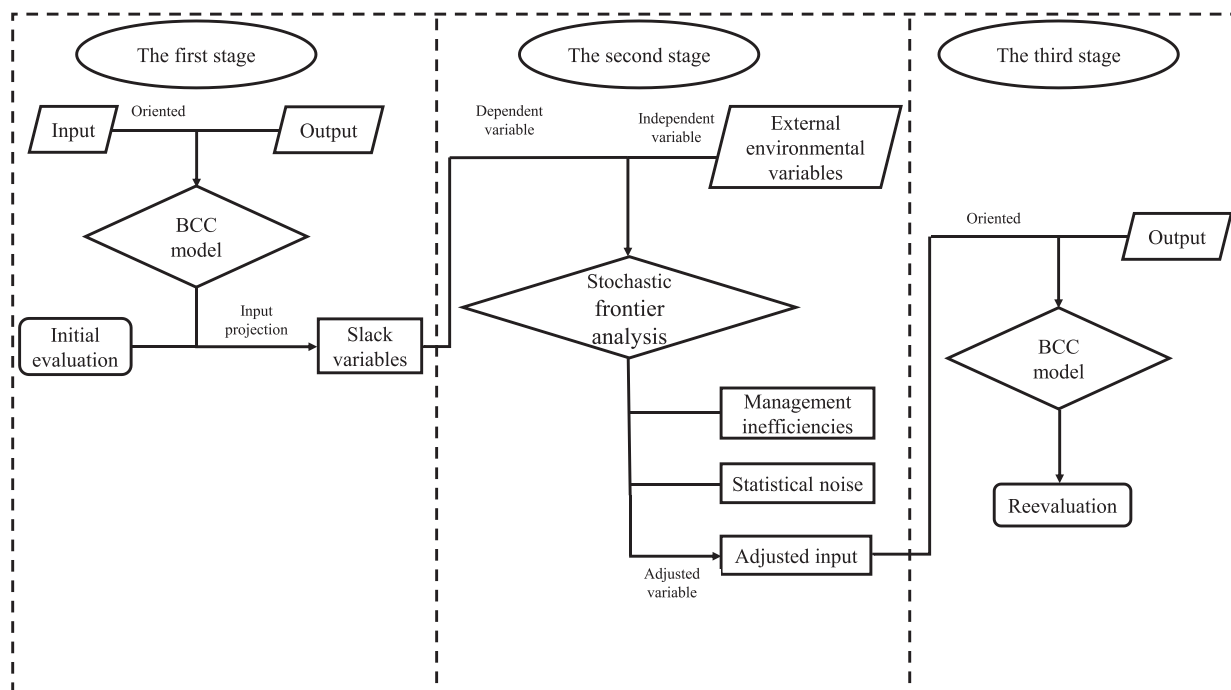 The first stage
Input
Oriented
Output
BCC
model
Initial
evaluation
Input
projection
Slack
variables
The second stage
Dependent
variable
Independent
variable
External
environmental
variables
Stochastic
frontier
analysis
Management
inefficiencies
Statistical noise
Adjusted input
Adjusted
variable
The third stage
Oriented
Output
BCC
model
Reevaluation